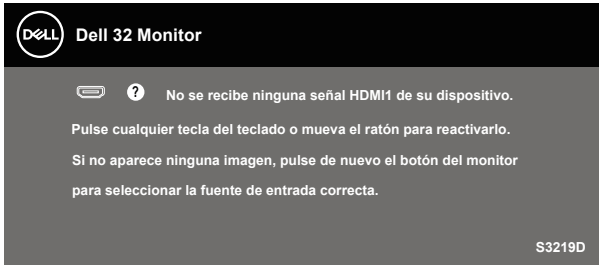 DELL Dell 32 Monitor
? No se recibe ninguna señal HDMI1 de su dispositivo.
Pulse cualquier tecla del teclado o mueva el ratón para reactivarlo.
Si no aparece ninguna imagen, pulse de nuevo el botón del monitor
para seleccionar la fuente de entrada correcta.
S3219D